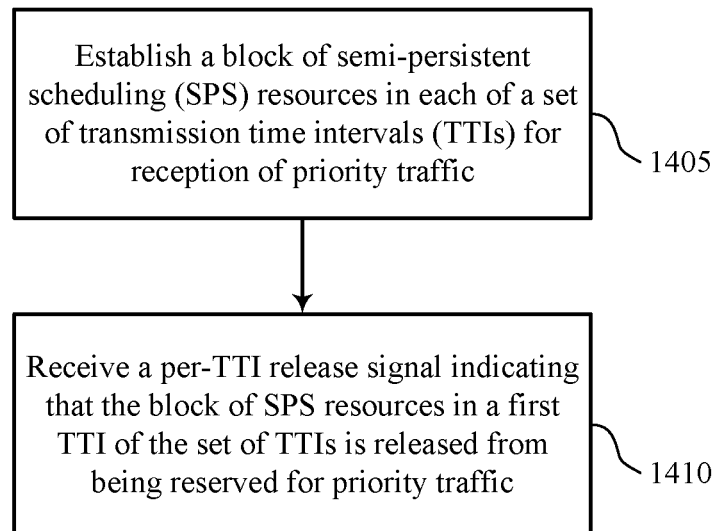 Establish a block of semi-persistent
scheduling (SPS) resources in each of a set
of transmission time intervals (TTIs) for
reception of priority traffic
1405
Receive a per-TTI release signal indicating
that the block of SPS resources in a first
TTI of the set of TTIs is released from
being reserved for priority traffic
1410